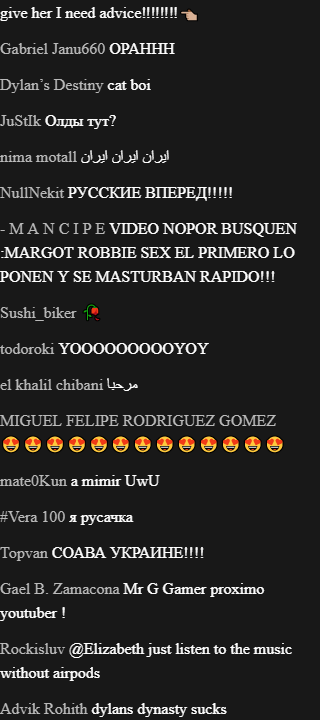 give her I need advice!!!!!!!! 👈🏼
Gabriel Janu660 ОРАННН
Dylan's Destiny cat boi
JuStIk Олды тут?
nima motall ایران ایران ایران
NullNekit РУССКИЕ ВПЕРЕД!!!!!
- M A N C I P E VIDEO NOPOR BUSQUEN
:MARGOT ROBBIE SEX EL PRIMERO LO
PONEN Y SE MASTURBAN RAPIDO!!!
Sushi_biker 🥀
todoroki YOOOOOOOOOYOY
el khalil chibani مرحبا
MIGUEL FELIPE RODRIGUEZ GOMEZ
😍😍😍😍😍😍😍😍😍😍😍😍😍
mate0Kun a mimir UwU
#Vera 100 я русачка
Topvan СОАВА УКРАИНЕ!!!!
Gael B. Zamacona Mr G Gamer proximo
youtuber !
Rockisluv @Elizabeth just listen to the music
without airpods
Advik Rohith dylans dynasty sucks